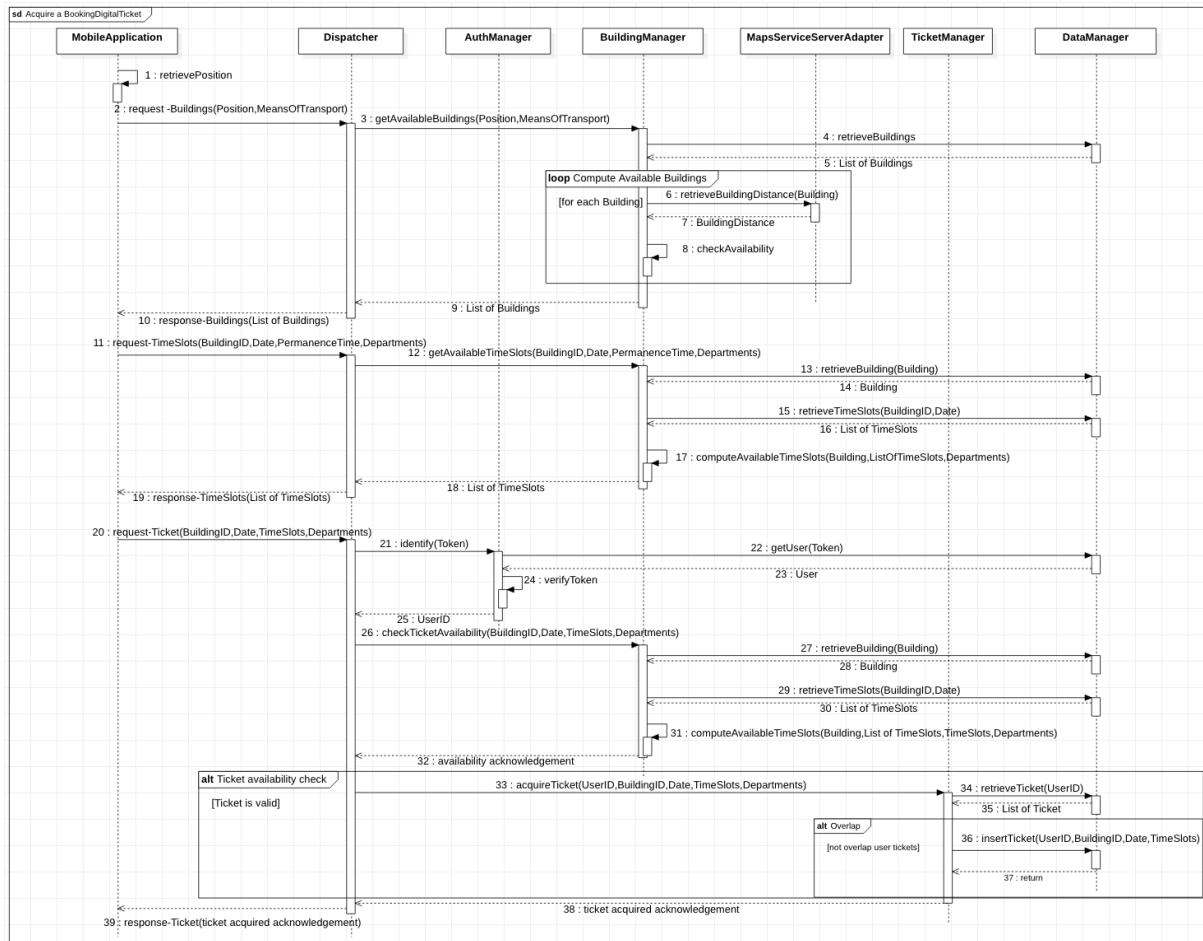 sd Acquire a BookingDigitalTicket
MobileApplication
Dispatcher
AuthManager
BuildingManager
MapsServiceServerAdapter
TicketManager
DataManager
1 : retrievePosition
2 : request -Buildings(Position,MeansOfTransport)
3 : getAvailableBuildings(Position,MeansOfTransport)
4 : retrieveBuildings
5 : List of Buildings
loop Compute Available Buildings
[for each Building]
6 : retrieveBuildingDistance(Building)
7 : BuildingDistance
8 : checkAvailability
9 : List of Buildings
10 : response-Buildings(List of Buildings)
11 : request-TimeSlots(BuildingID,Date,PermanenceTime,Departments)
12 : getAvailableTimeSlots(BuildingID,Date,PermanenceTime,Departments)
13 : retrieveBuilding(Building)
14 : Building
15 : retrieveTimeSlots(BuildingID,Date)
16 : List of TimeSlots
17 : computeAvailableTimeSlots(Building,ListOfTimeSlots,Departments)
18 : List of TimeSlots
19 : response-TimeSlots(List of TimeSlots)
20 : request-Ticket(BuildingID,Date,TimeSlots,Departments)
21 : identify(Token)
22 : getUser(Token)
23 : User
24 : verifyToken
25 : UserID
26 : checkTicketAvailability(BuildingID,Date,TimeSlots,Departments)
27 : retrieveBuilding(Building)
28 : Building
29 : retrieveTimeSlots(BuildingID,Date)
30 : List of TimeSlots
31 : computeAvailableTimeSlots(Building,List of TimeSlots,TimeSlots,Departments)
32 : availability acknowledgement
alt Ticket availability check
[Ticket is valid]
33 : acquireTicket(UserID,BuildingID,Date,TimeSlots,Departments)
34 : retrieveTicket(UserID)
35 : List of Ticket
alt Overlap
[not overlap user tickets]
36 : insertTicket(UserID,BuildingID,Date,TimeSlots)
37 : return
38 : ticket acquired acknowledgement
39 : response-Ticket(ticket acquired acknowledgement)